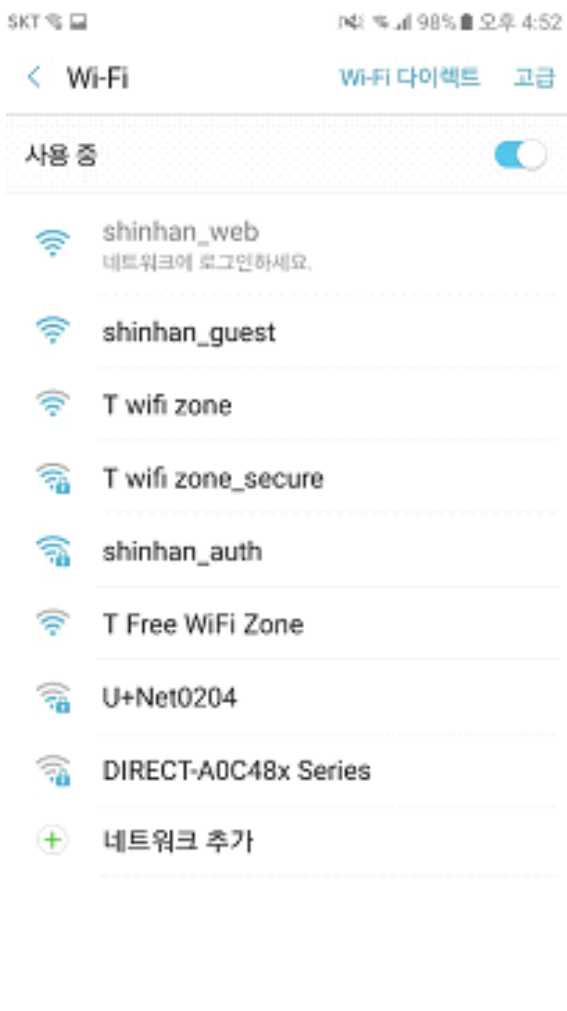 SKT 98% 오후 4:52
Wi-Fi Wi-Fi 다이렉트 고급
사용 중
shinhan_web
네트워크에 로그인하세요.
shinhan_guest
T wifi zone
T wifi zone_secure
shinhan_auth
T Free WiFi Zone
U+Net0204
DIRECT-A0C48x Series
네트워크 추가